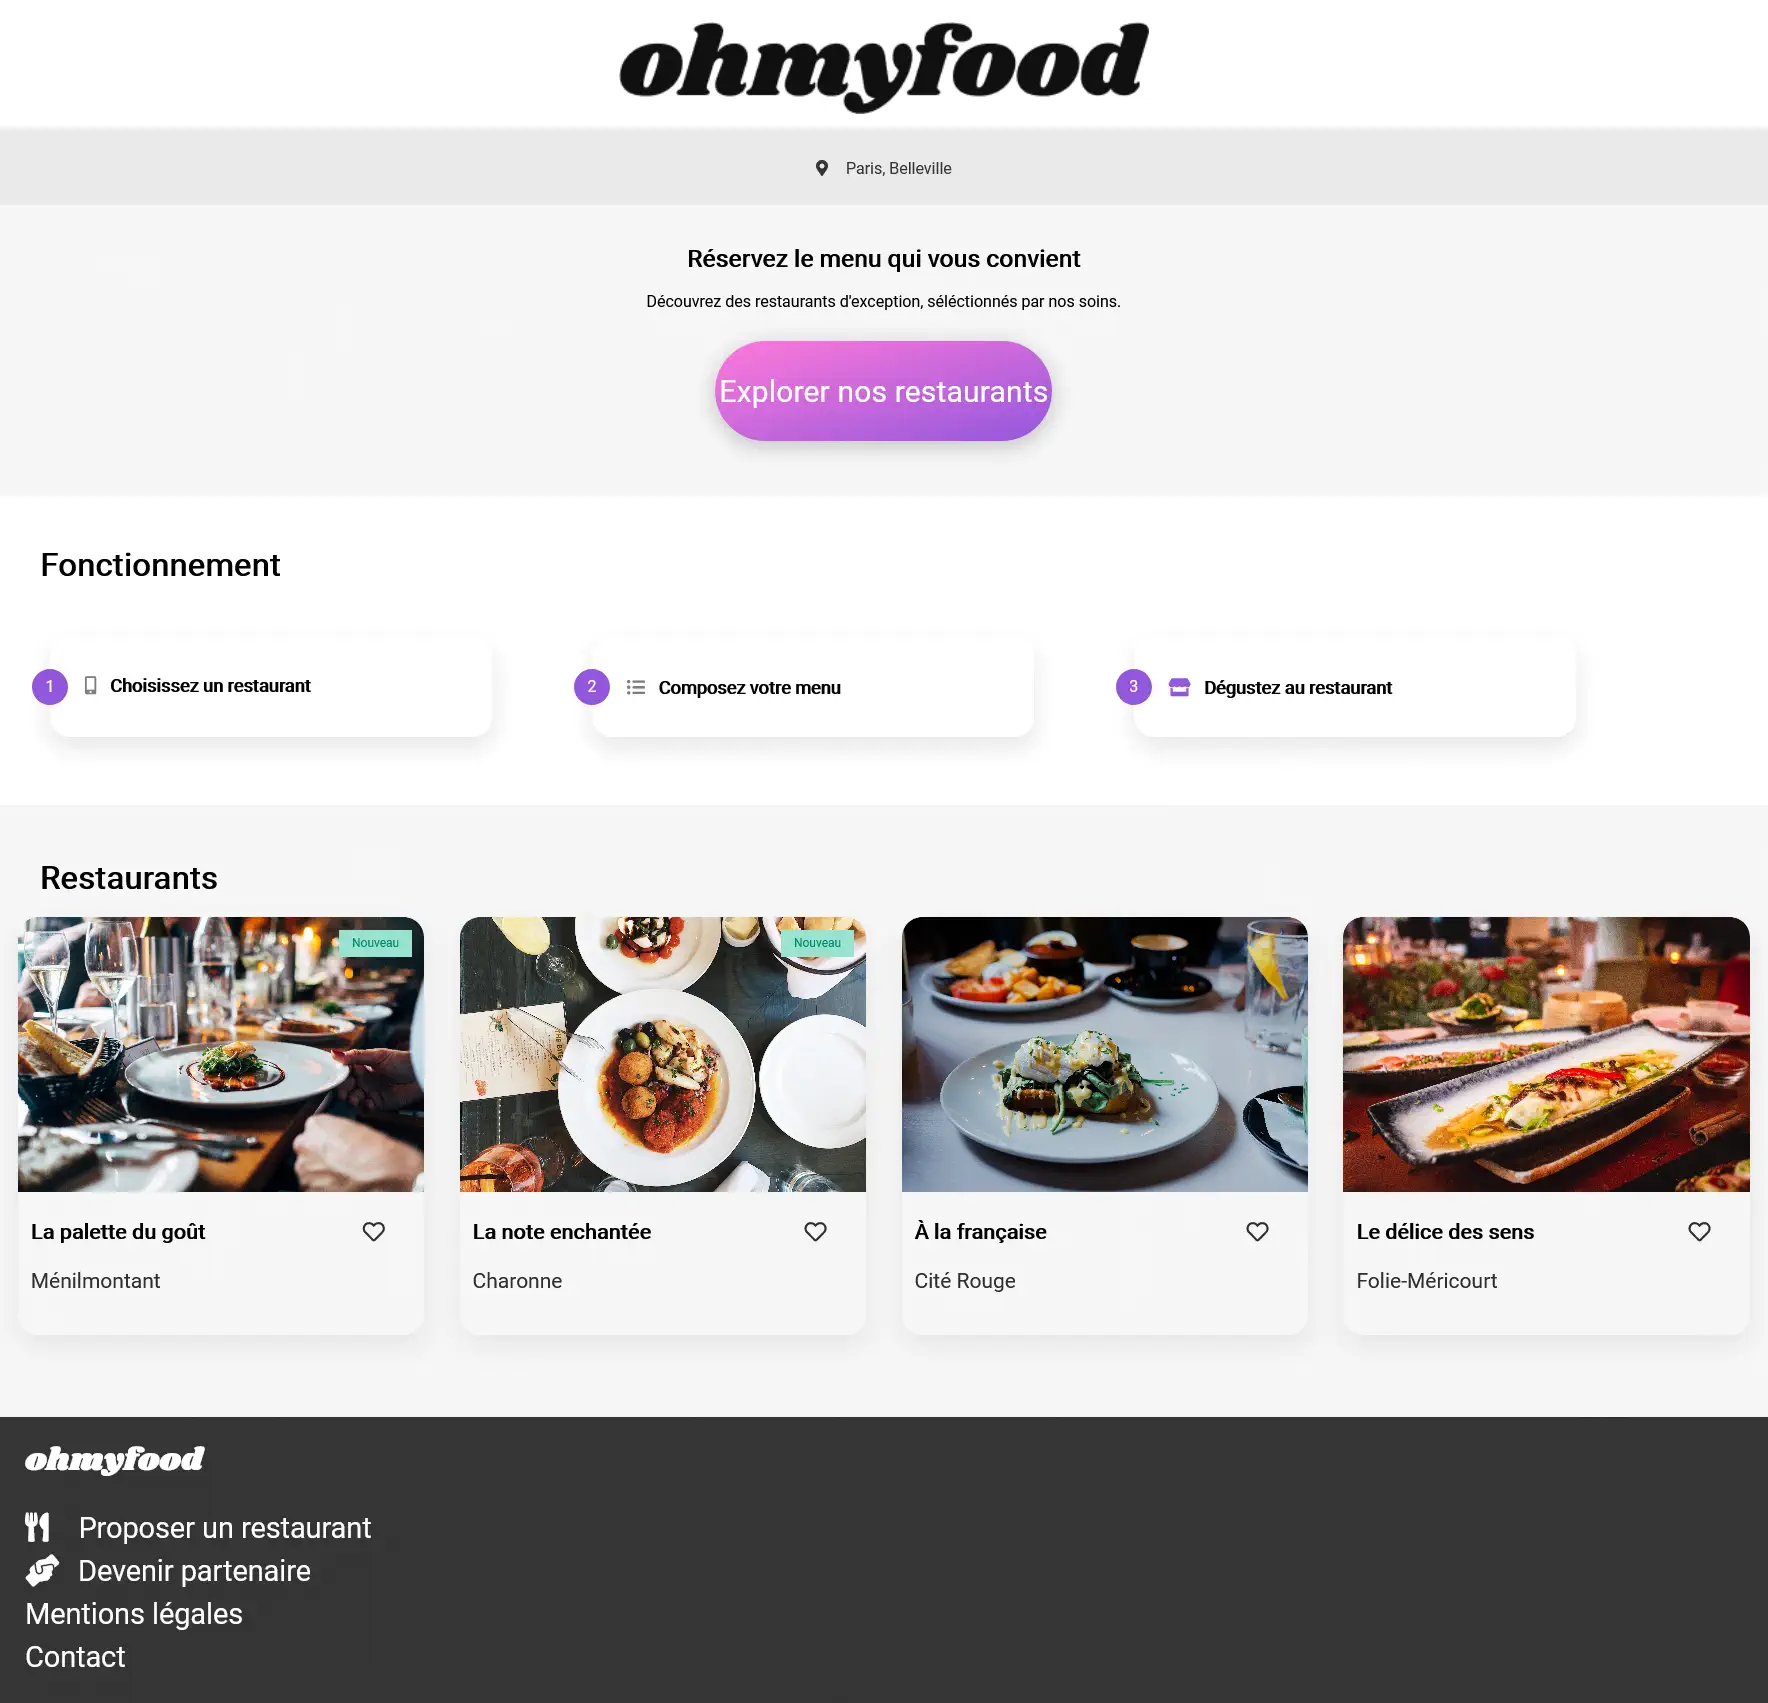 ohmyfood
Paris, Belleville
Réservez le menu qui vous convient
Découvrez des restaurants d'exception, séléctionnés par nos soins.
Explorer nos restaurants
Fonctionnement
1 Choisissez un restaurant
2 Composez votre menu
3 Dégustez au restaurant
Restaurants
Nouveau
Nouveau
La palette du goût
Ménilmontant
La note enchantée
Charonne
À la française
Cité Rouge
Le délice des sens
Folie-Méricourt
ohmyfood
Proposer un restaurant
Devenir partenaire
Mentions légales
Contact